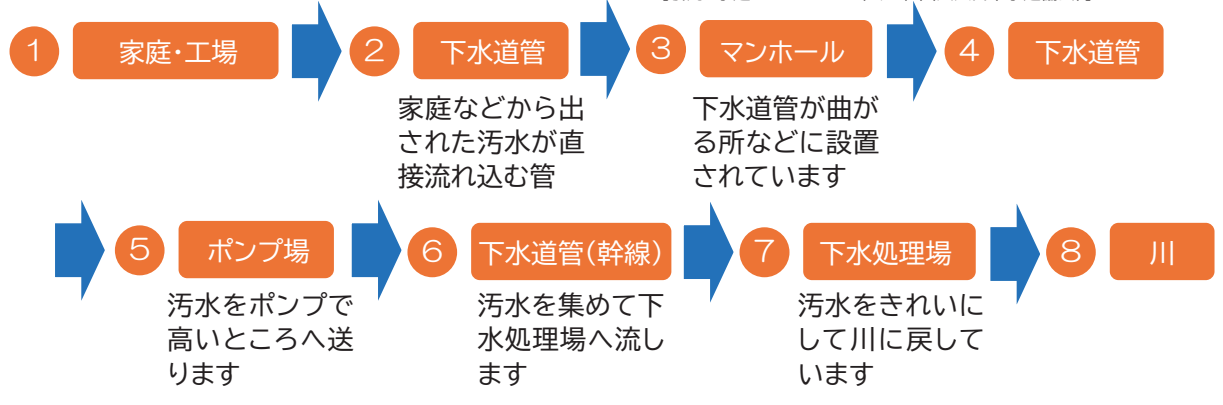 ① 家庭・工場
② 下水道管
③ マンホール
④ 下水道管
家庭などから出
された汚水が直
接流れ込む管
下水道管が曲が
る所などに設置
されています
⑤ ポンプ場
⑥ 下水道管(幹線)
⑦ 下水処理場
⑧ 川
汚水をポンプで
高いところへ送
ります
汚水を集めて下
水処理場へ流し
ます
汚水をきれいに
して川に戻して
います